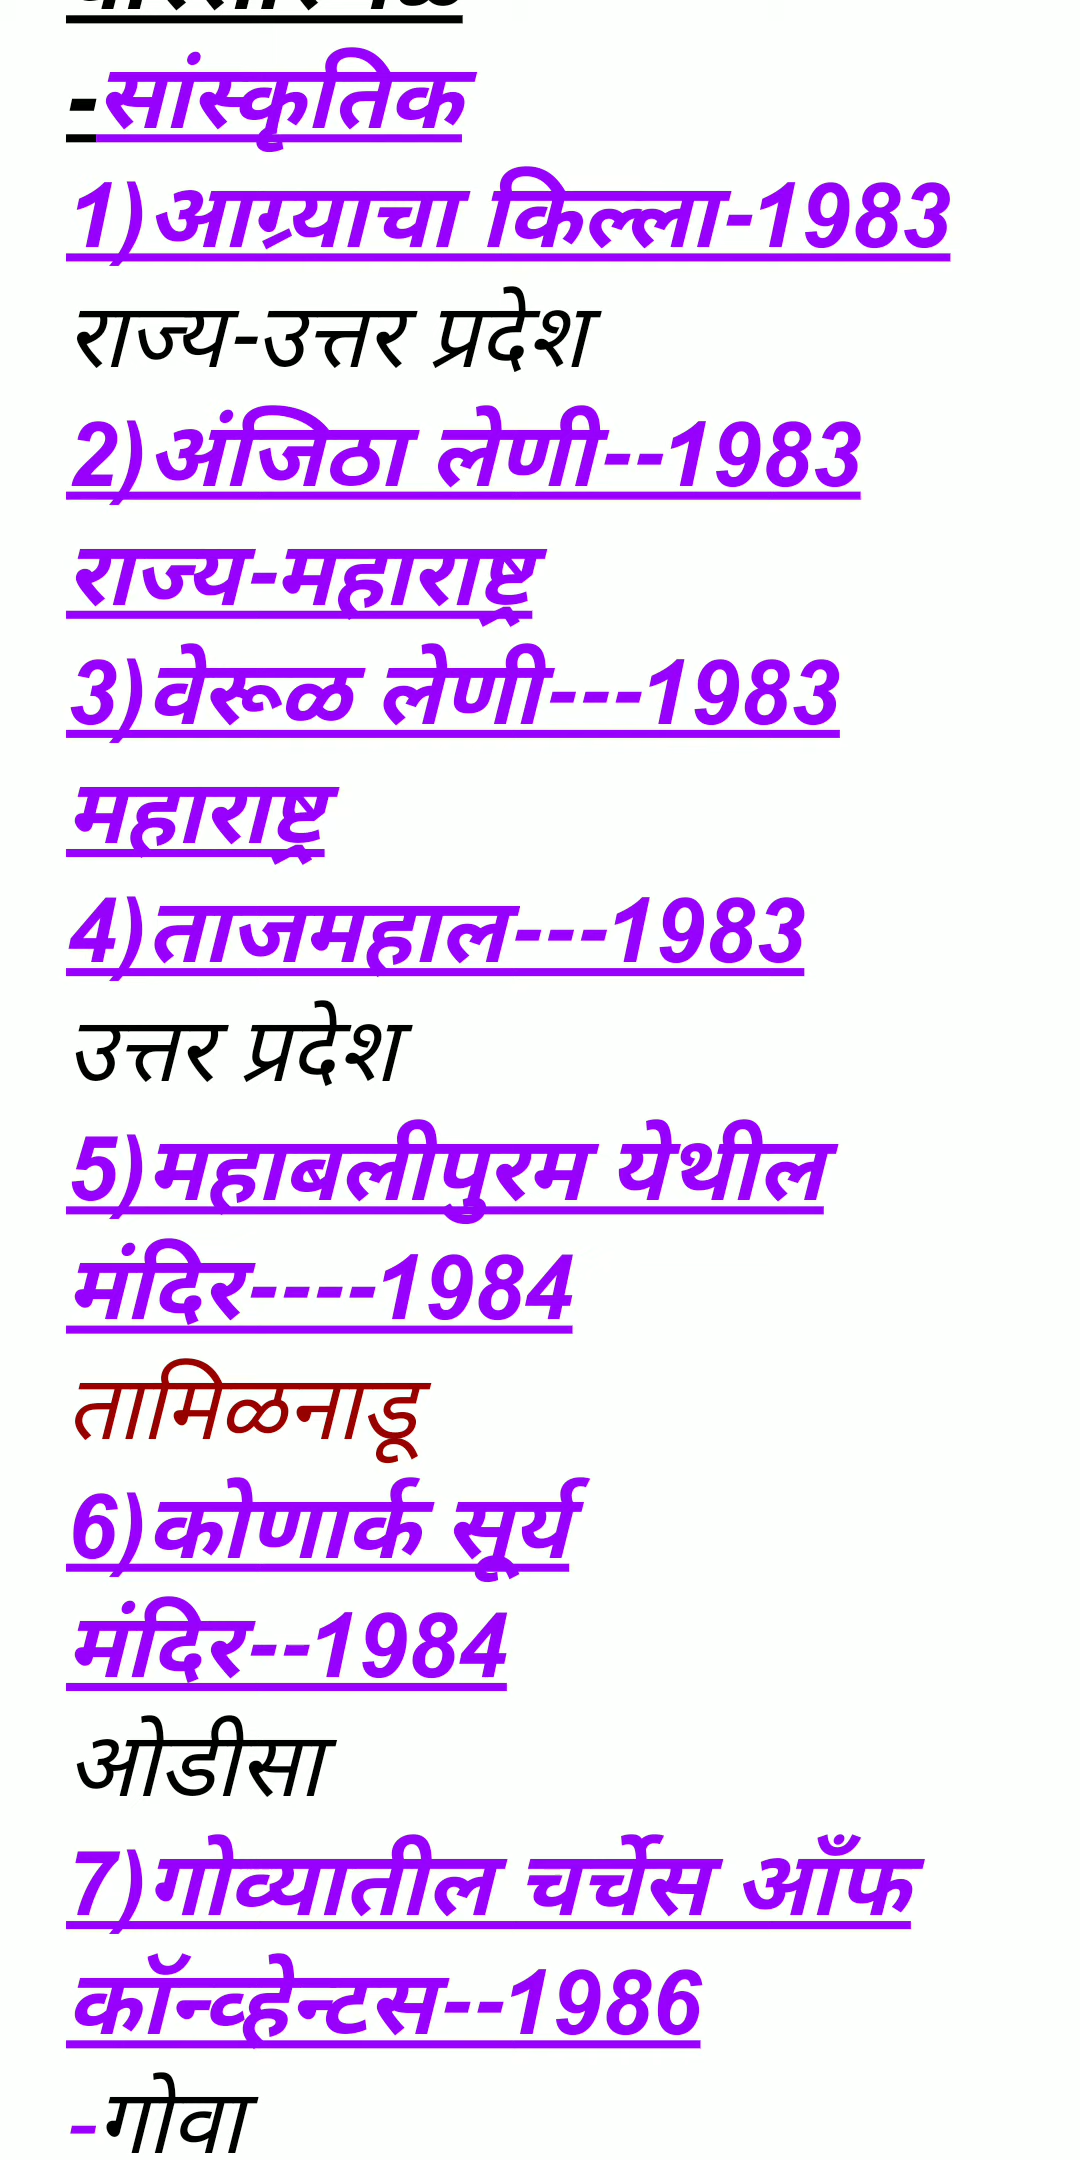 -सांस्कृतिक
1)आग्र्याचा किल्ला-1983
राज्य-उत्तर प्रदेश
2)अंजिठा लेणी--1983
राज्य-महाराष्ट्र
3)वेरूळ लेणी---1983
महाराष्ट्र
4)ताजमहाल---1983
उत्तर प्रदेश
5)महाबलीपुरम येथील
मंदिर----1984
तामिळनाडू
6)कोणार्क सूर्य
मंदिर--1984
ओडीसा
7)गोव्यातील चर्चेस आँफ
कॉन्व्हेन्टस--1986
-गोवा